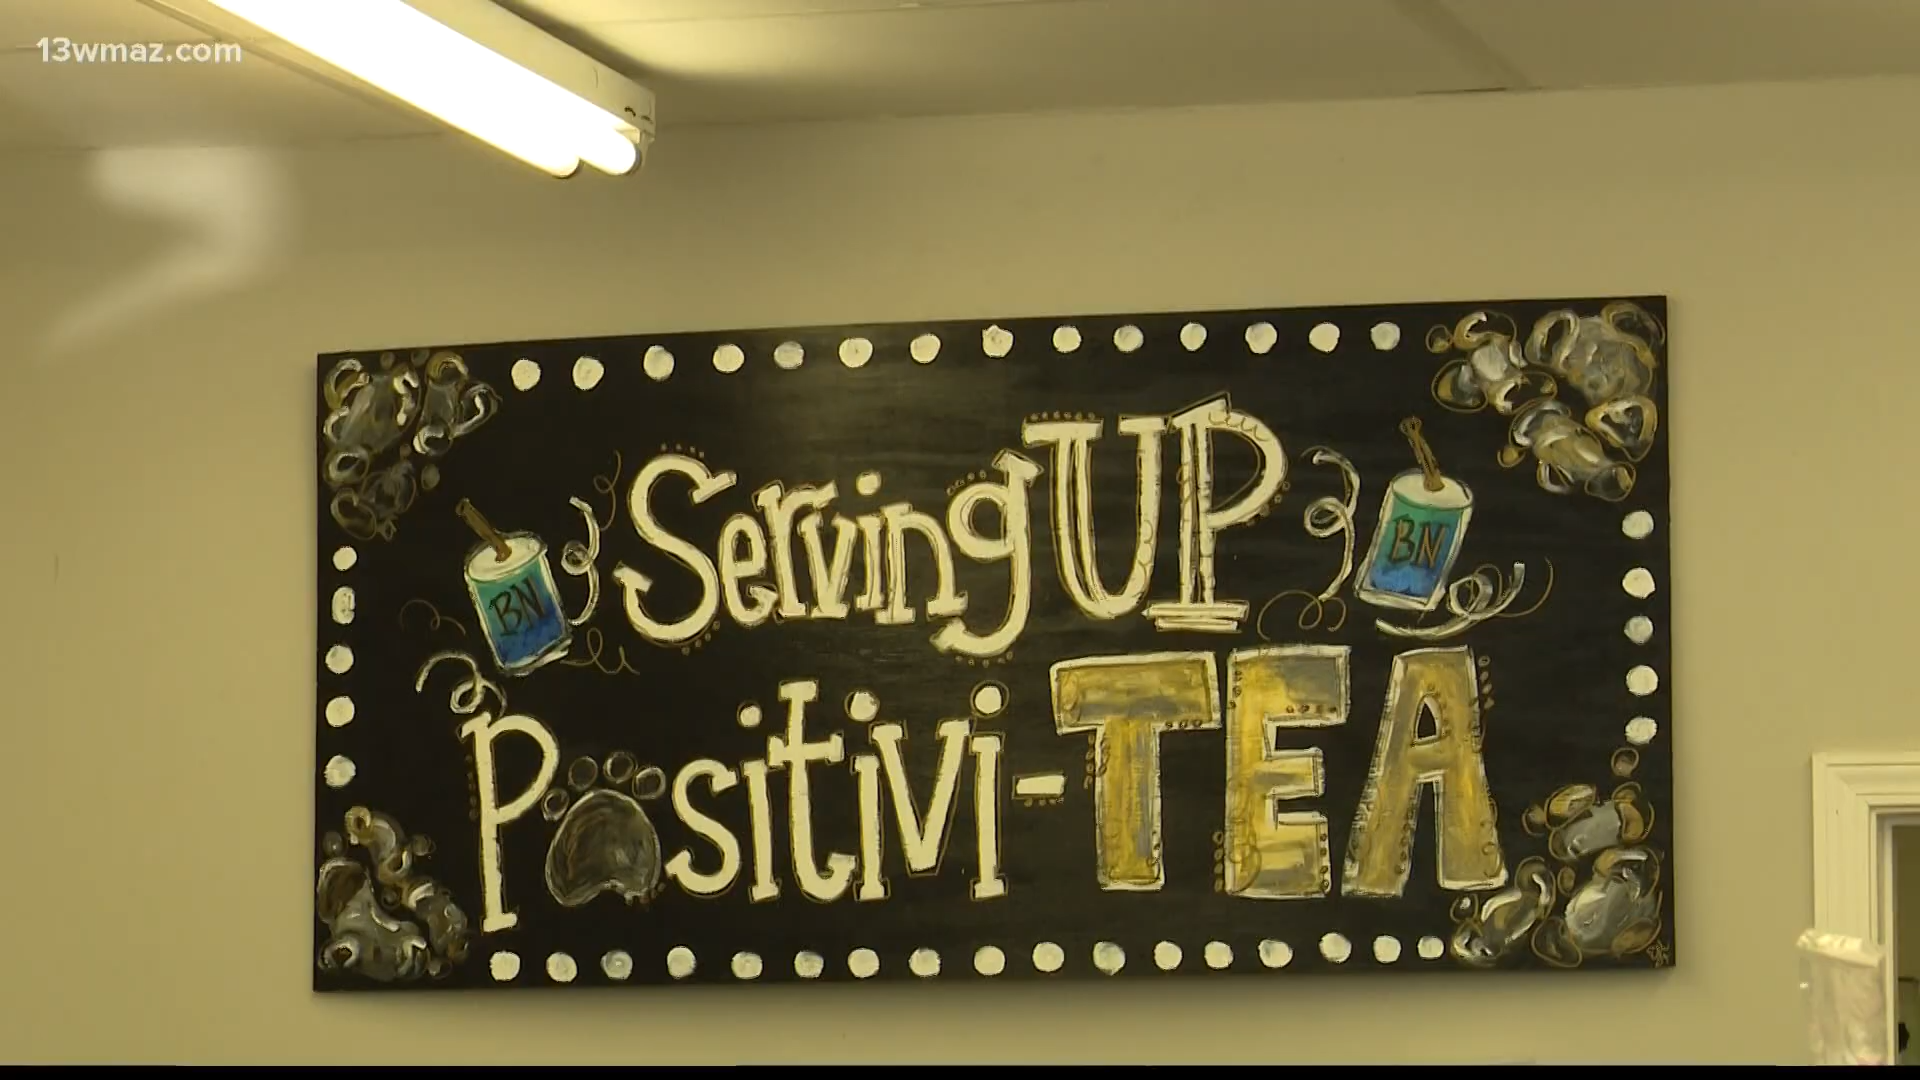 13wmaz.com
Serving UP
BN
BN
Positivi-TEA